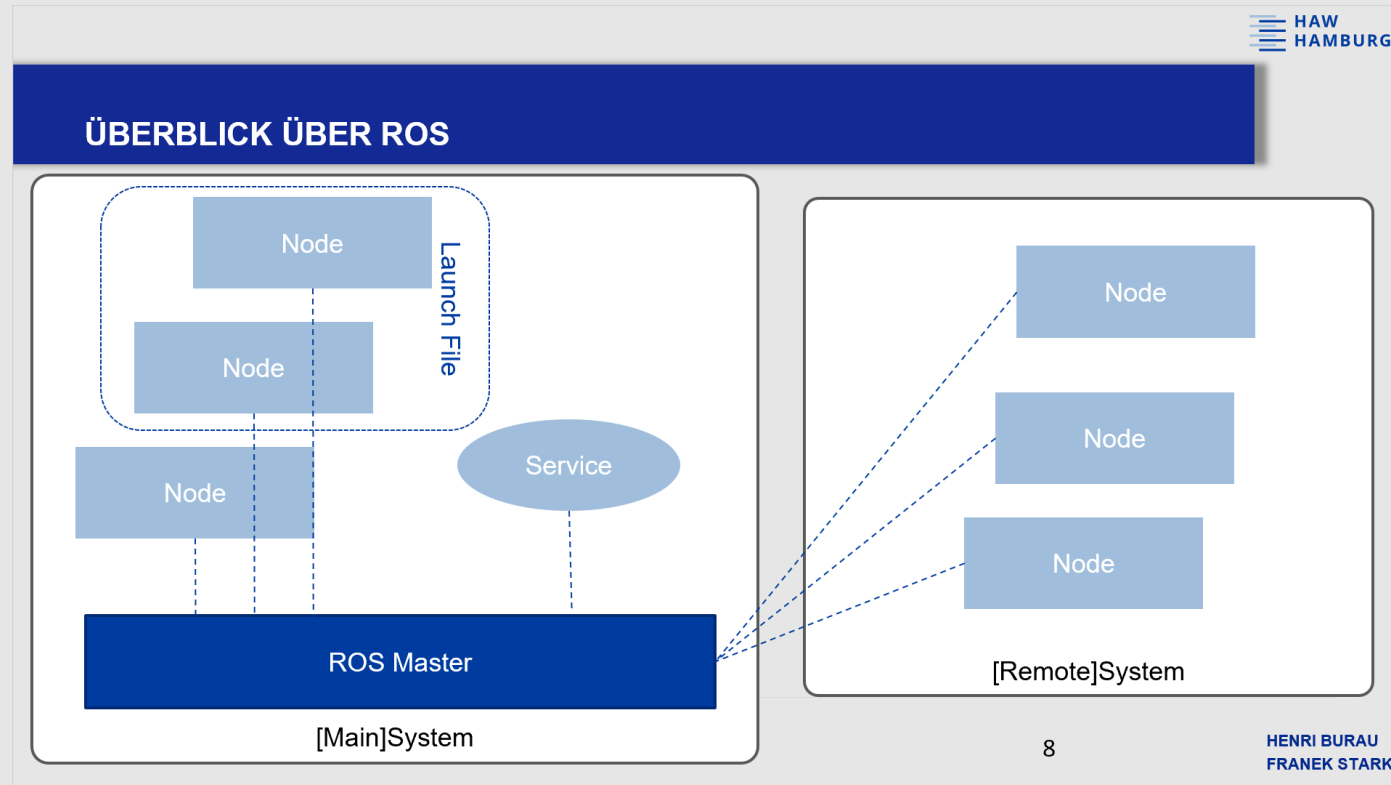 HAW
HAMBURG
ÜBERBLICK ÜBER ROS
Node
Launch File
Node
Node
Service
ROS Master
[Main]System
Node
Node
Node
[Remote]System
8
HENRI BURAU
FRANEK STARK